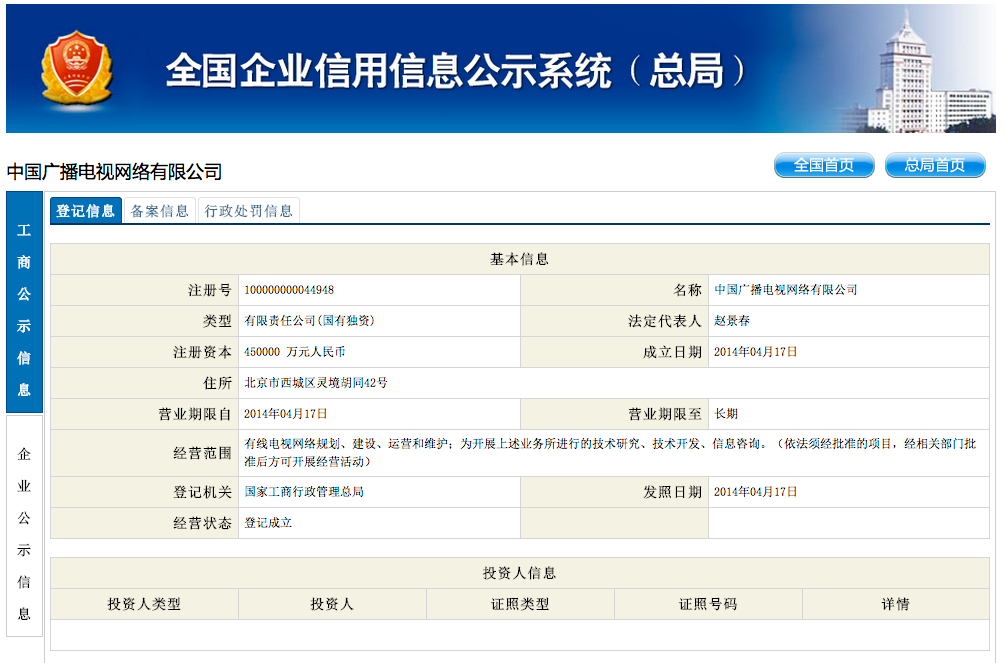 全国企业信用信息公示系统（总局）
中国广播电视网络有限公司
全国首页
总局首页
工商公示信息
企业公示信息
登记信息
备案信息
行政处罚信息
基本信息
注册号 100000000044948 名称 中国广播电视网络有限公司
类型 有限责任公司(国有独资) 法定代表人 赵景春
注册资本 450000 万元人民币 成立日期 2014年04月17日
住所 北京市西城区灵境胡同42号
营业期限自 2014年04月17日 营业期限至 长期
经营范围 有线电视网络规划、建设、运营和维护；为开展上述业务所进行的技术研究、技术开发、信息咨询。（依法须经批准的项目，经相关部门批
准后方可开展经营活动）
登记机关 国家工商行政管理总局 发照日期 2014年04月17日
经营状态 登记成立
投资人信息
投资人类型 投资人 证照类型 证照号码 详情